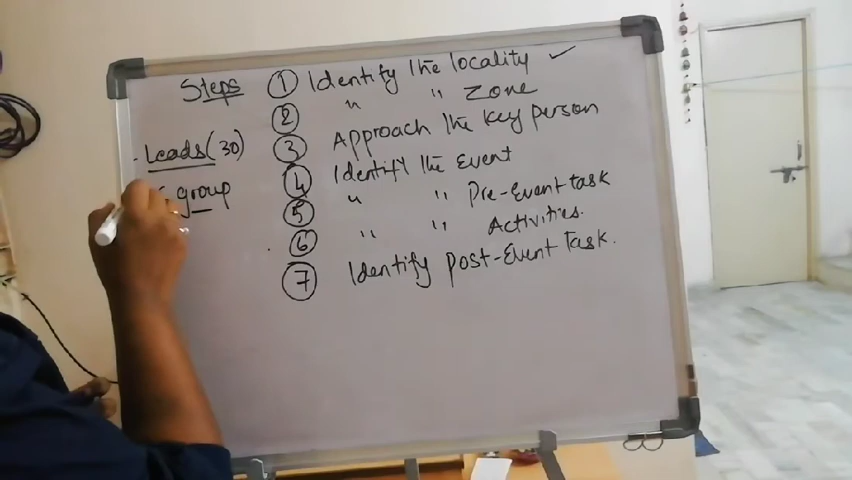 Steps
① Identify the locality ✓
② " " Zone
③ Approach the key person
④ Identify the event
⑤ " " Pre-Event task
⑥ " " Activities.
⑦ Identify post-Event task.
- Leads (30)
group